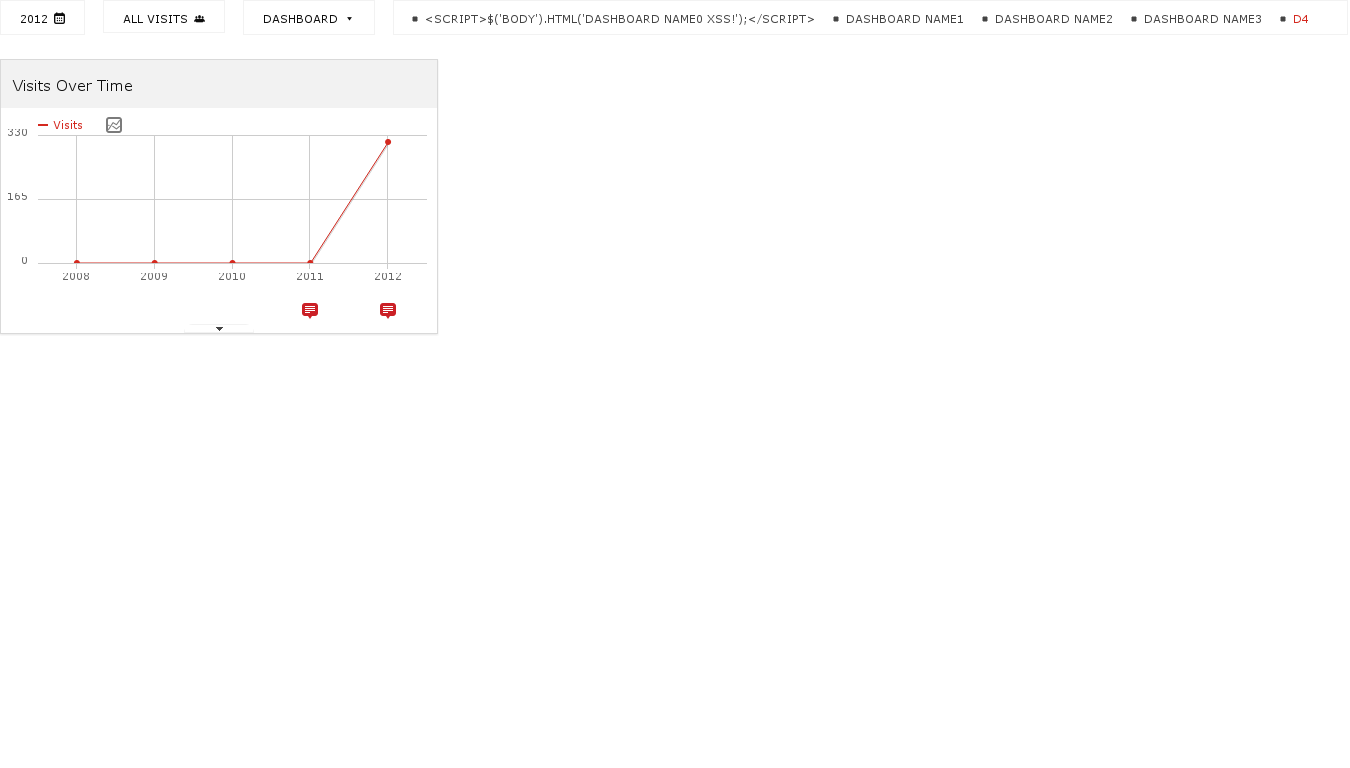 2012 ALL VISITS DASHBOARD <SCRIPT>$('BODY').HTML('DASHBOARD NAME0 XSS!');</SCRIPT> DASHBOARD NAME1 DASHBOARD NAME2 DASHBOARD NAME3 D4
Visits Over Time
Visits
330
165
0
2008 2009 2010 2011 2012